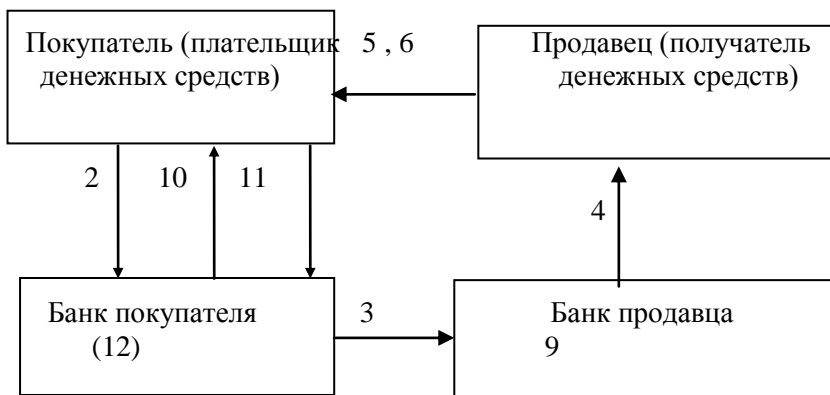 Покупатель (плательщик 5 , 6
денежных средств)
Продавец (получатель
денежных средств)
2 10 11
4
Банк покупателя
(12)
3
Банк продавца
9